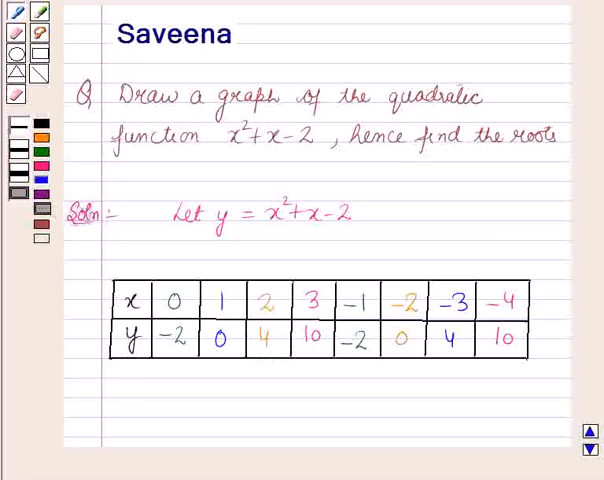 Saveena
Q Draw a graph of the quadratic
function x²+x-2, hence find the roots
Soln:- Let y = x²+x-2
x 0 1 2 3 -1 -2 -3 -4
y -2 0 4 10 -2 0 4 10